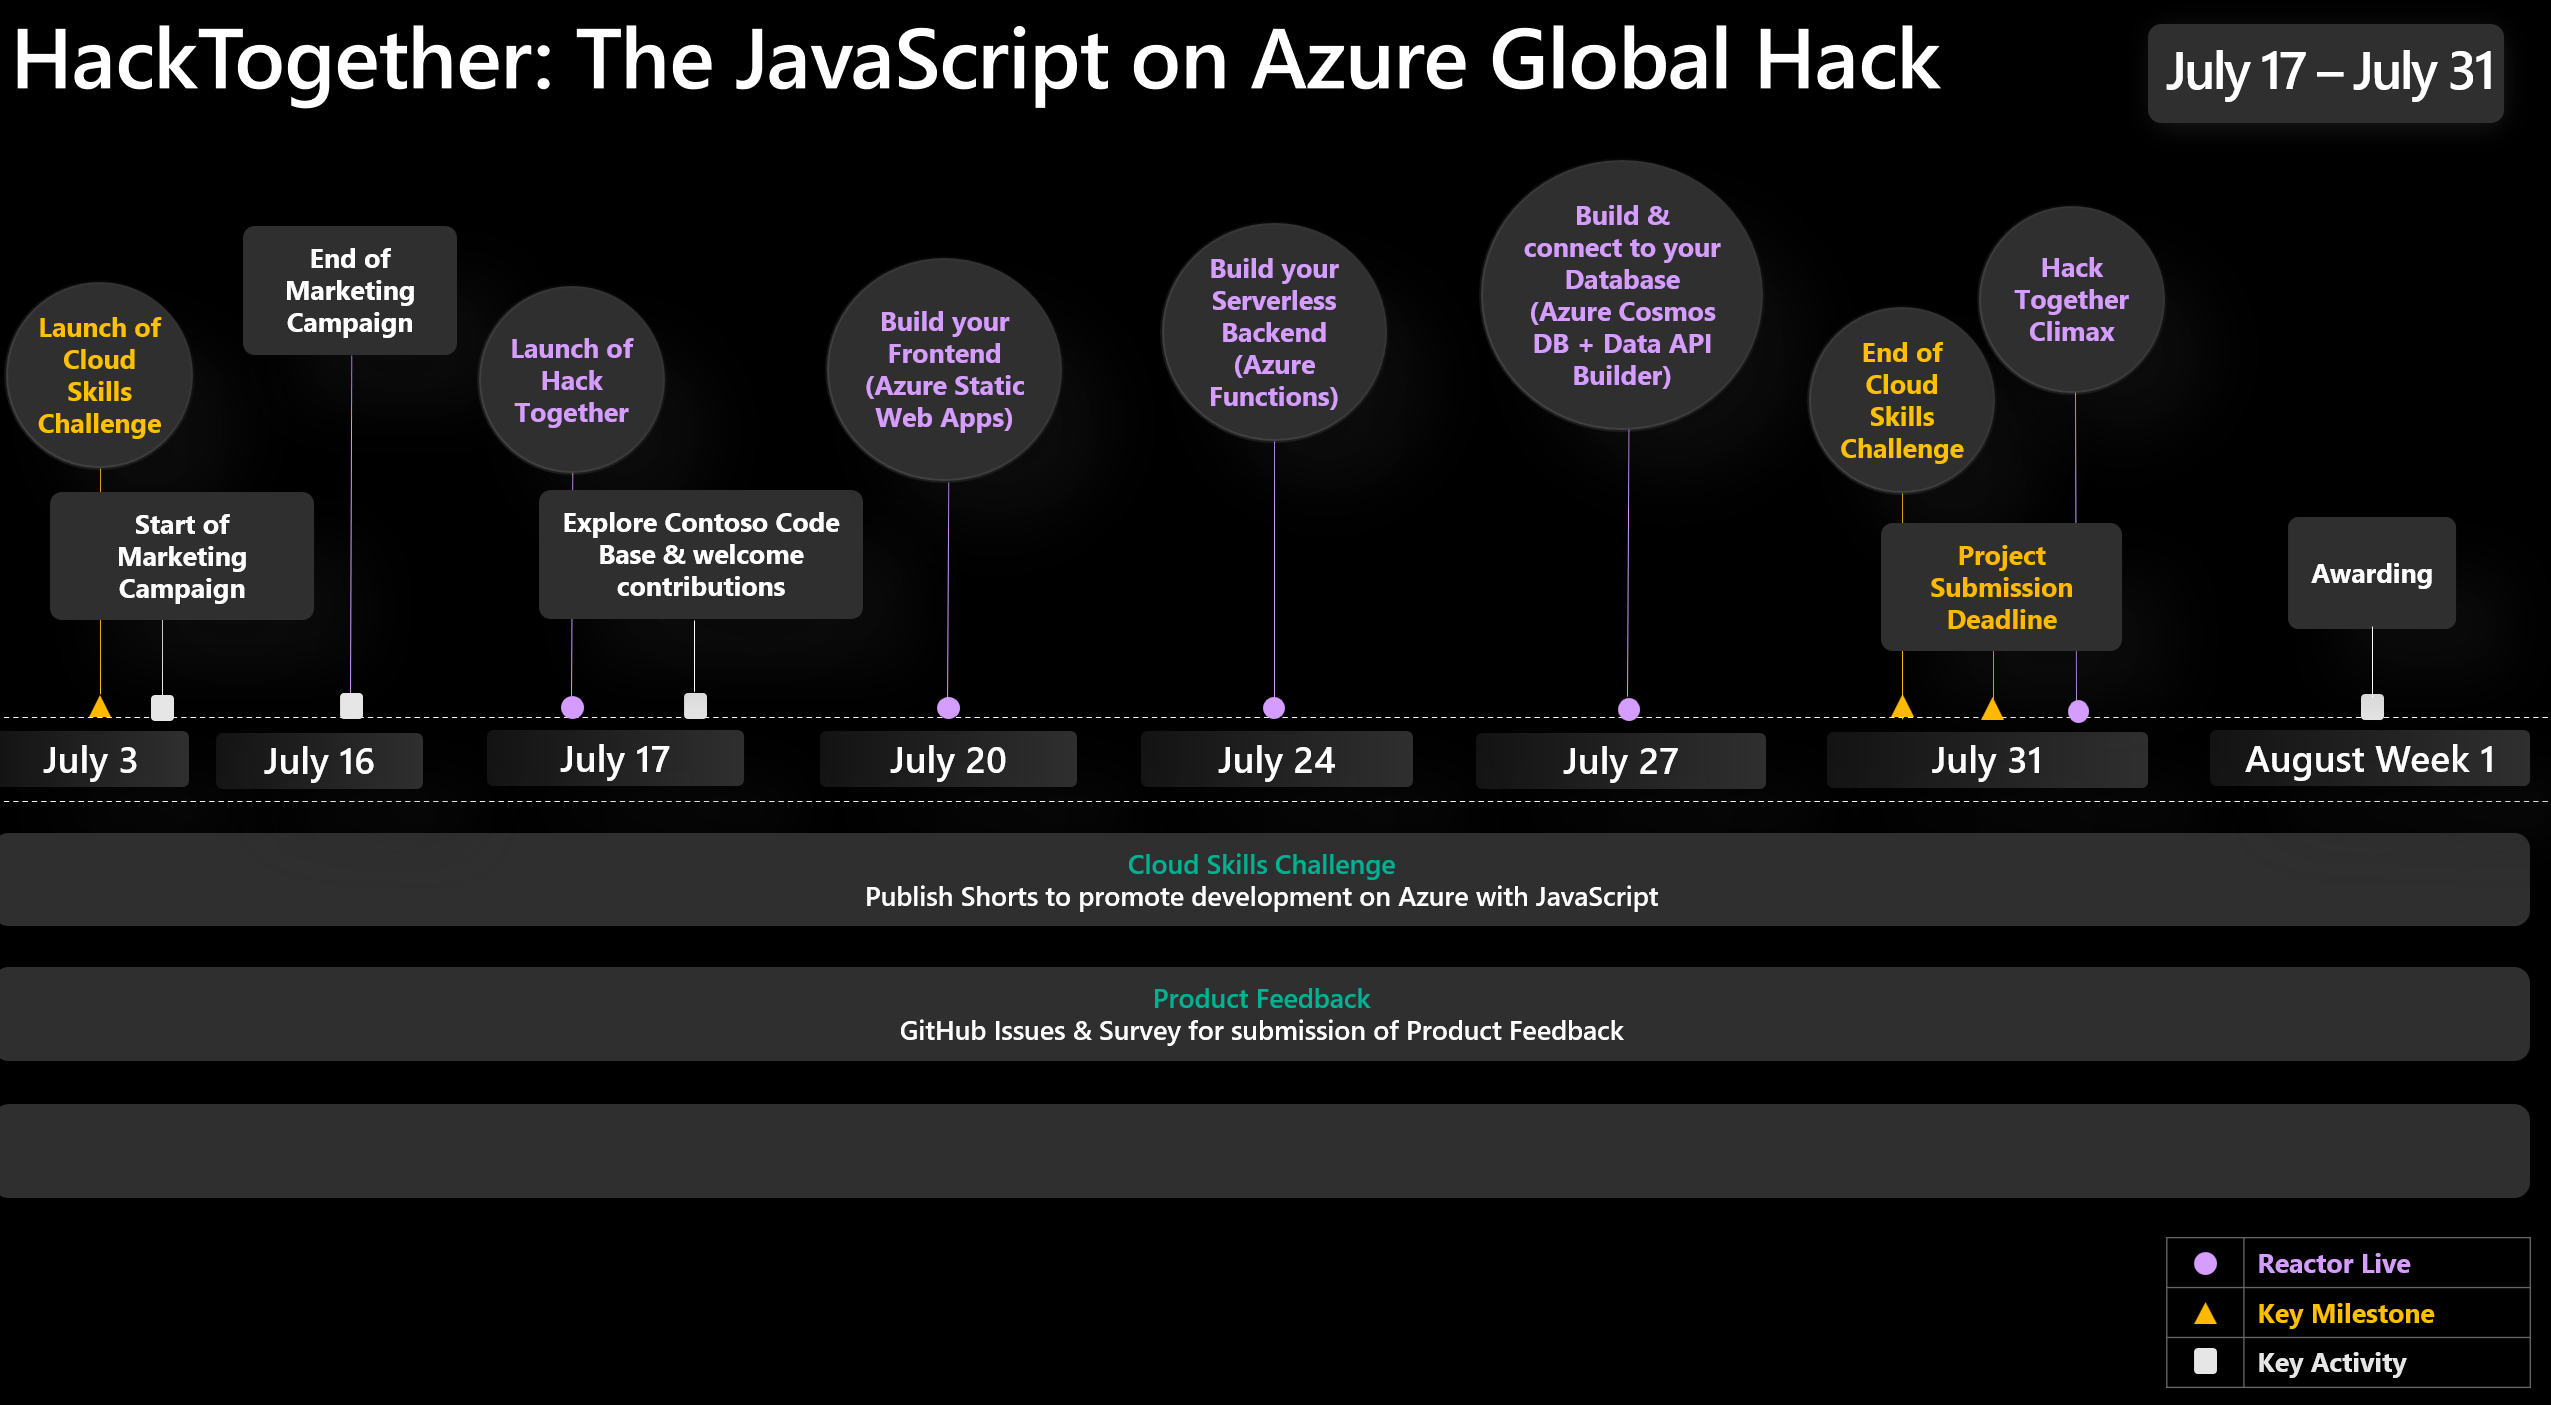 HackTogether: The JavaScript on Azure Global Hack
July 17 – July 31
Launch of
Cloud
Skills
Challenge
Start of
Marketing
Campaign
End of
Marketing
Campaign
Launch of
Hack
Together
Explore Contoso Code
Base & welcome
contributions
Build your
Frontend
(Azure Static
Web Apps)
Build your
Serverless
Backend
(Azure
Functions)
Build &
connect to your
Database
(Azure Cosmos
DB + Data API
Builder)
End of
Cloud
Skills
Challenge
Project
Submission
Deadline
Hack
Together
Climax
Awarding
July 3
July 16
July 17
July 20
July 24
July 27
July 31
August Week 1
Cloud Skills Challenge
Publish Shorts to promote development on Azure with JavaScript
Product Feedback
GitHub Issues & Survey for submission of Product Feedback
Reactor Live
Key Milestone
Key Activity